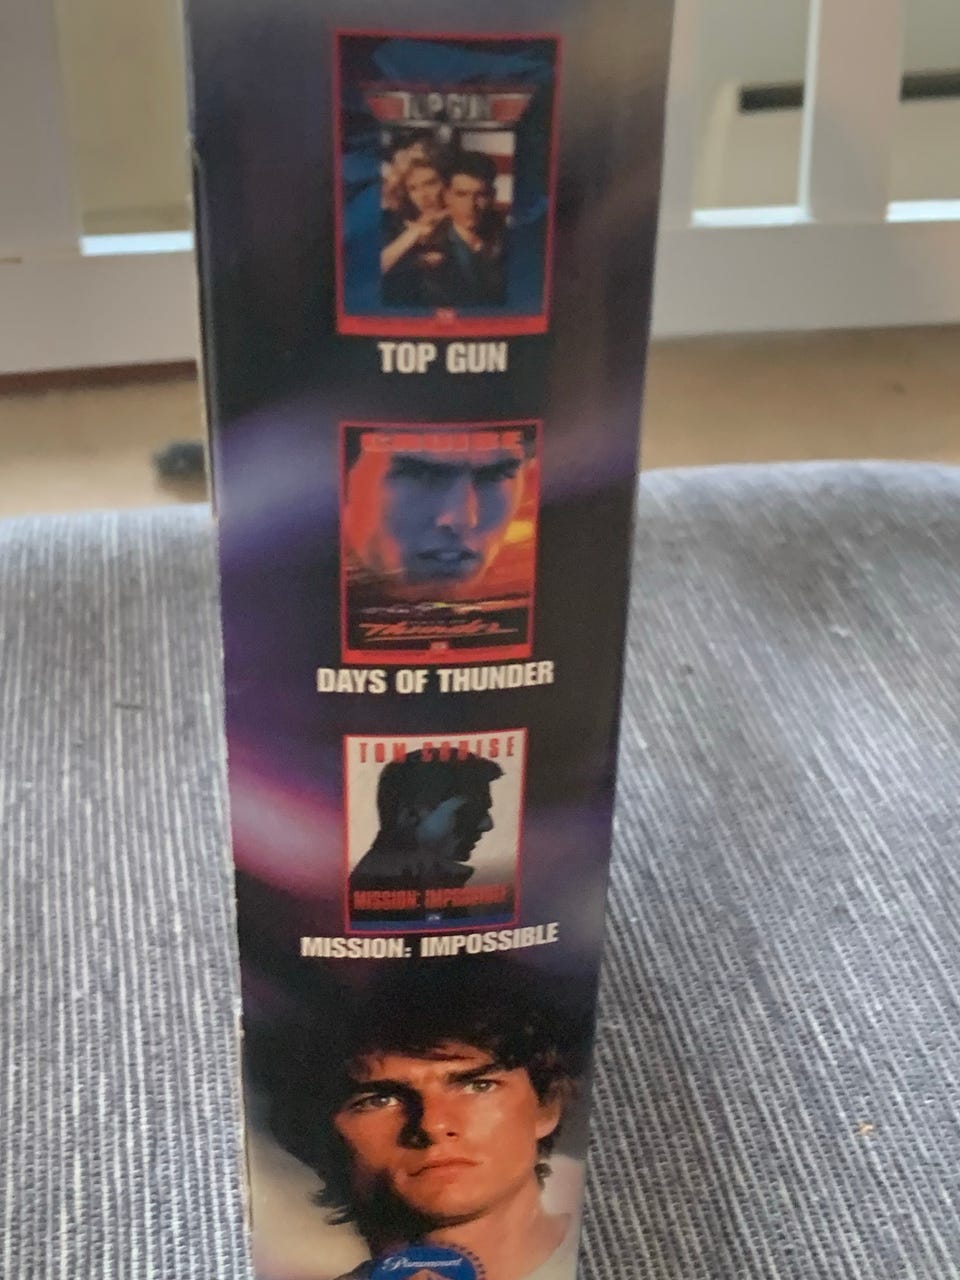 TOP GUN
TOP GUN
CRUISE
Thunder
DAYS OF THUNDER
TOM CRUISE
MISSION: IMPOSSIBLE
MISSION: IMPOSSIBLE
Paramount